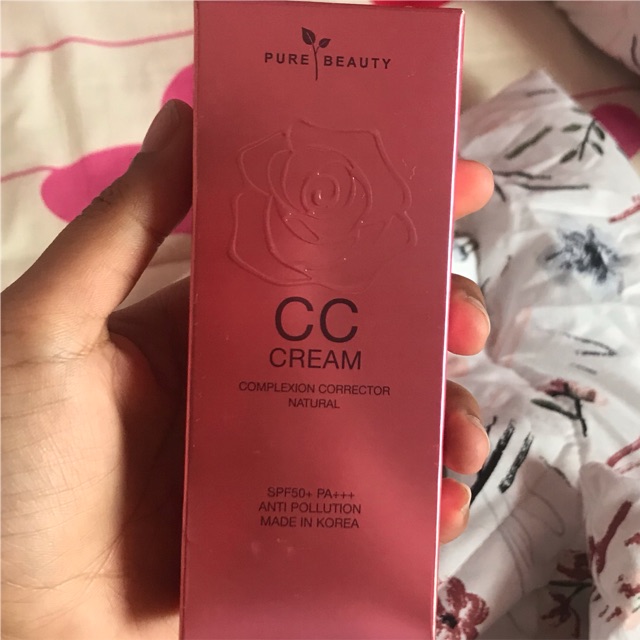 PURE BEAUTY
CC
CREAM
COMPLEXION CORRECTOR
NATURAL
SPF50+ PA+++
ANTI POLLUTION
MADE IN KOREA